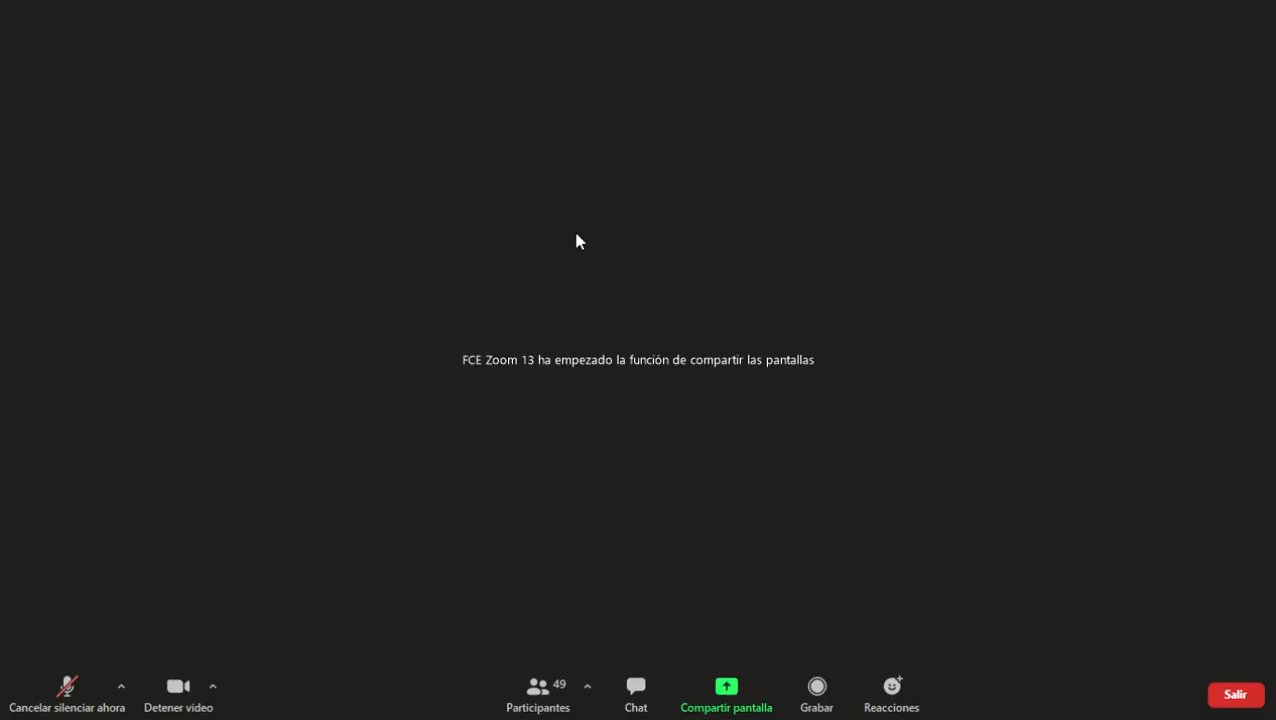 FCE Zoom 13 ha empezado la función de compartir las pantallas
49
Cancelar silenciar ahora
Detener video
Participantes
Chat
Compartir pantalla
Grabar
Reacciones
Salir